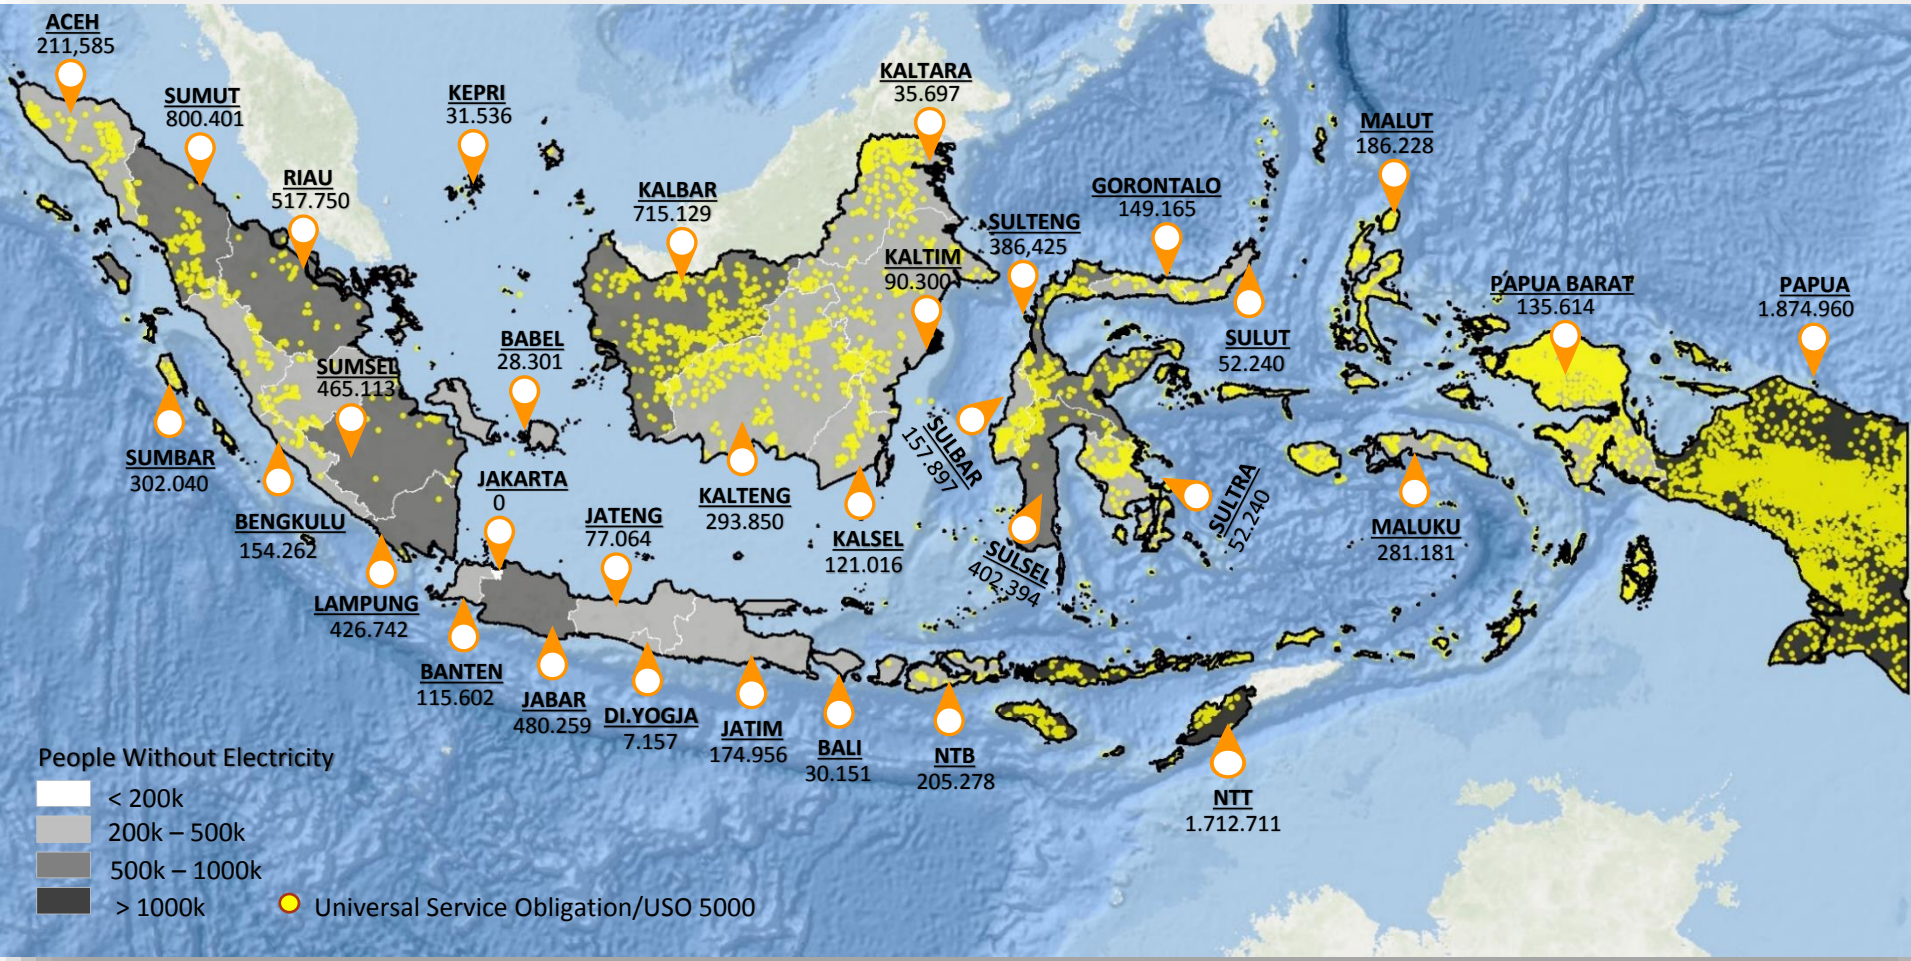 ACEH
211,585
SUMUT
800.401
RIAU
517.750
KEPRI
31.536
KALBAR
715.129
KALTARA
35.697
KALTIM
90.300
SULTENG
386,425
GORONTALO
149.165
MALUT
186.228
SULUT
52.240
PAPUA BARAT
135.614
PAPUA
1.874.960
BABEL
28.301
SUMSEL
465.113
SUMBAR
302.040
BENGKULU
154.262
LAMPUNG
426.742
JAKARTA
0
JATENG
77.064
KALTENG
293.850
KALSEL
121.016
SULBAR
157.897
SULSEL
402.394
SULTRA
52.240
MALUKU
281.181
BANTEN
115.602
JABAR
480.259
DI.YOGJA
7.157
JATIM
174.956
BALI
30.151
NTB
205.278
NTT
1.712.711
People Without Electricity
< 200k
200k – 500k
500k – 1000k
> 1000k
Universal Service Obligation/USO 5000